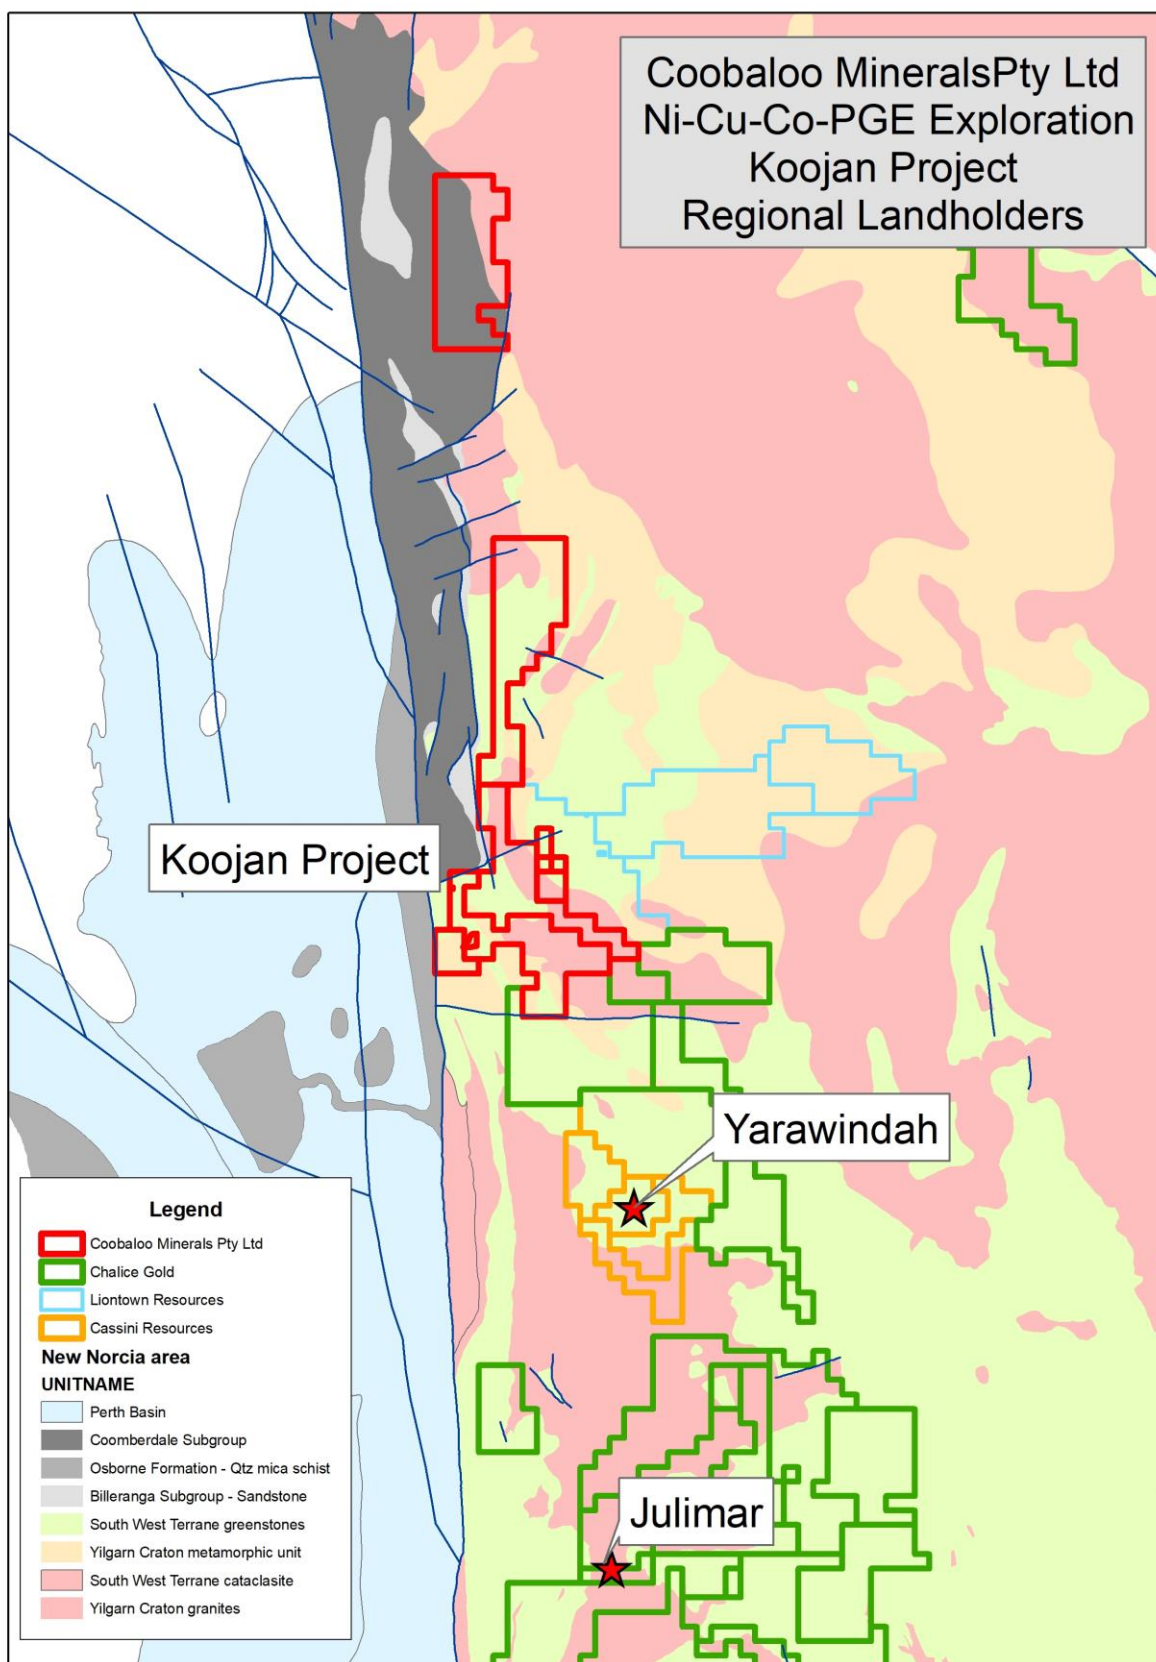 Coobaloo MineralsPty Ltd
Ni-Cu-Co-PGE Exploration
Koojan Project
Regional Landholders
Koojan Project
Yarawindah
Julimar
Legend
Coobaloo Minerals Pty Ltd
Chalice Gold
Liontown Resources
Cassini Resources
New Norcia area
UNITNAME
Perth Basin
Coomberdale Subgroup
Osborne Formation - Qtz mica schist
Billeranga Subgroup - Sandstone
South West Terrane greenstones
Yilgarn Craton metamorphic unit
South West Terrane cataclasite
Yilgarn Craton granites